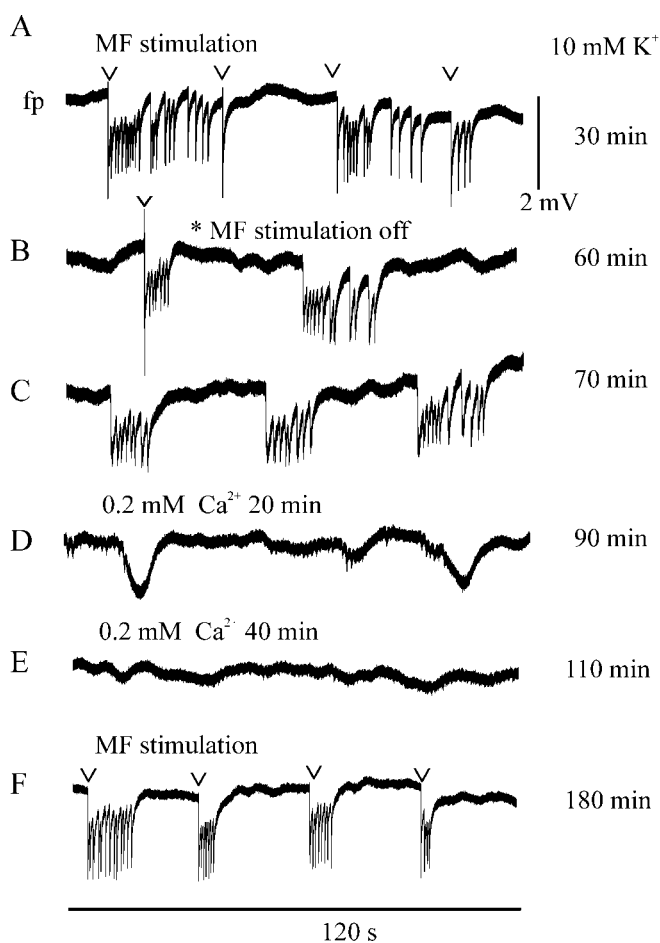 A
MF stimulation
10 mM K⁺
fp
30 min
2 mV
B
* MF stimulation off
60 min
C
70 min
0.2 mM Ca²⁺ 20 min
D
90 min
0.2 mM Ca²⁺ 40 min
E
110 min
MF stimulation
F
180 min
120 s